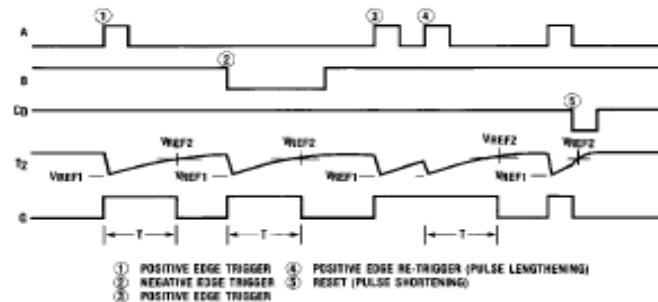 ① ③ ④
A
②
B
CD
⑤
VREF2 VREF2 VREF2
T2
VREF1 VREF1 VREF1 VREF1
Q
T T T
① POSITIVE EDGE TRIGGER ④ POSITIVE EDGE RE-TRIGGER (PULSE LENGTHENING)
② NEGATIVE EDGE TRIGGER ⑤ RESET (PULSE SHORTENING)
③ POSITIVE EDGE TRIGGER